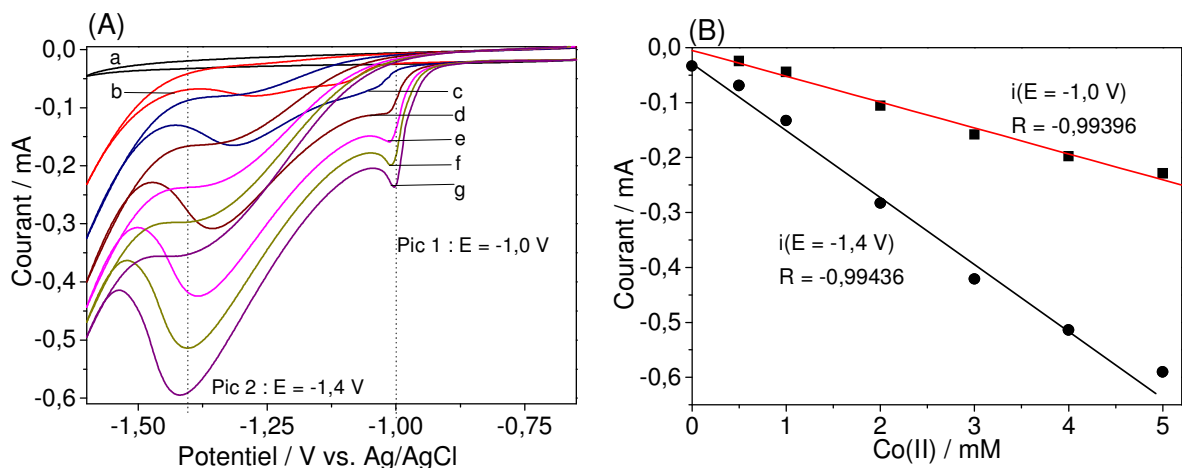 (A)
0,0
-0,1
-0,2
-0,3
-0,4
-0,5
-0,6
Courant / mA
a
b
c
d
e
f
g
Pic 1 : E = -1,0 V
Pic 2 : E = -1,4 V
-1,50
-1,25
-1,00
-0,75
Potentiel / V vs. Ag/AgCl
(B)
0,0
-0,1
-0,2
-0,3
-0,4
-0,5
-0,6
Courant / mA
i(E = -1,0 V)
R = -0,99396
i(E = -1,4 V)
R = -0,99436
0
1
2
3
4
5
Co(II) / mM